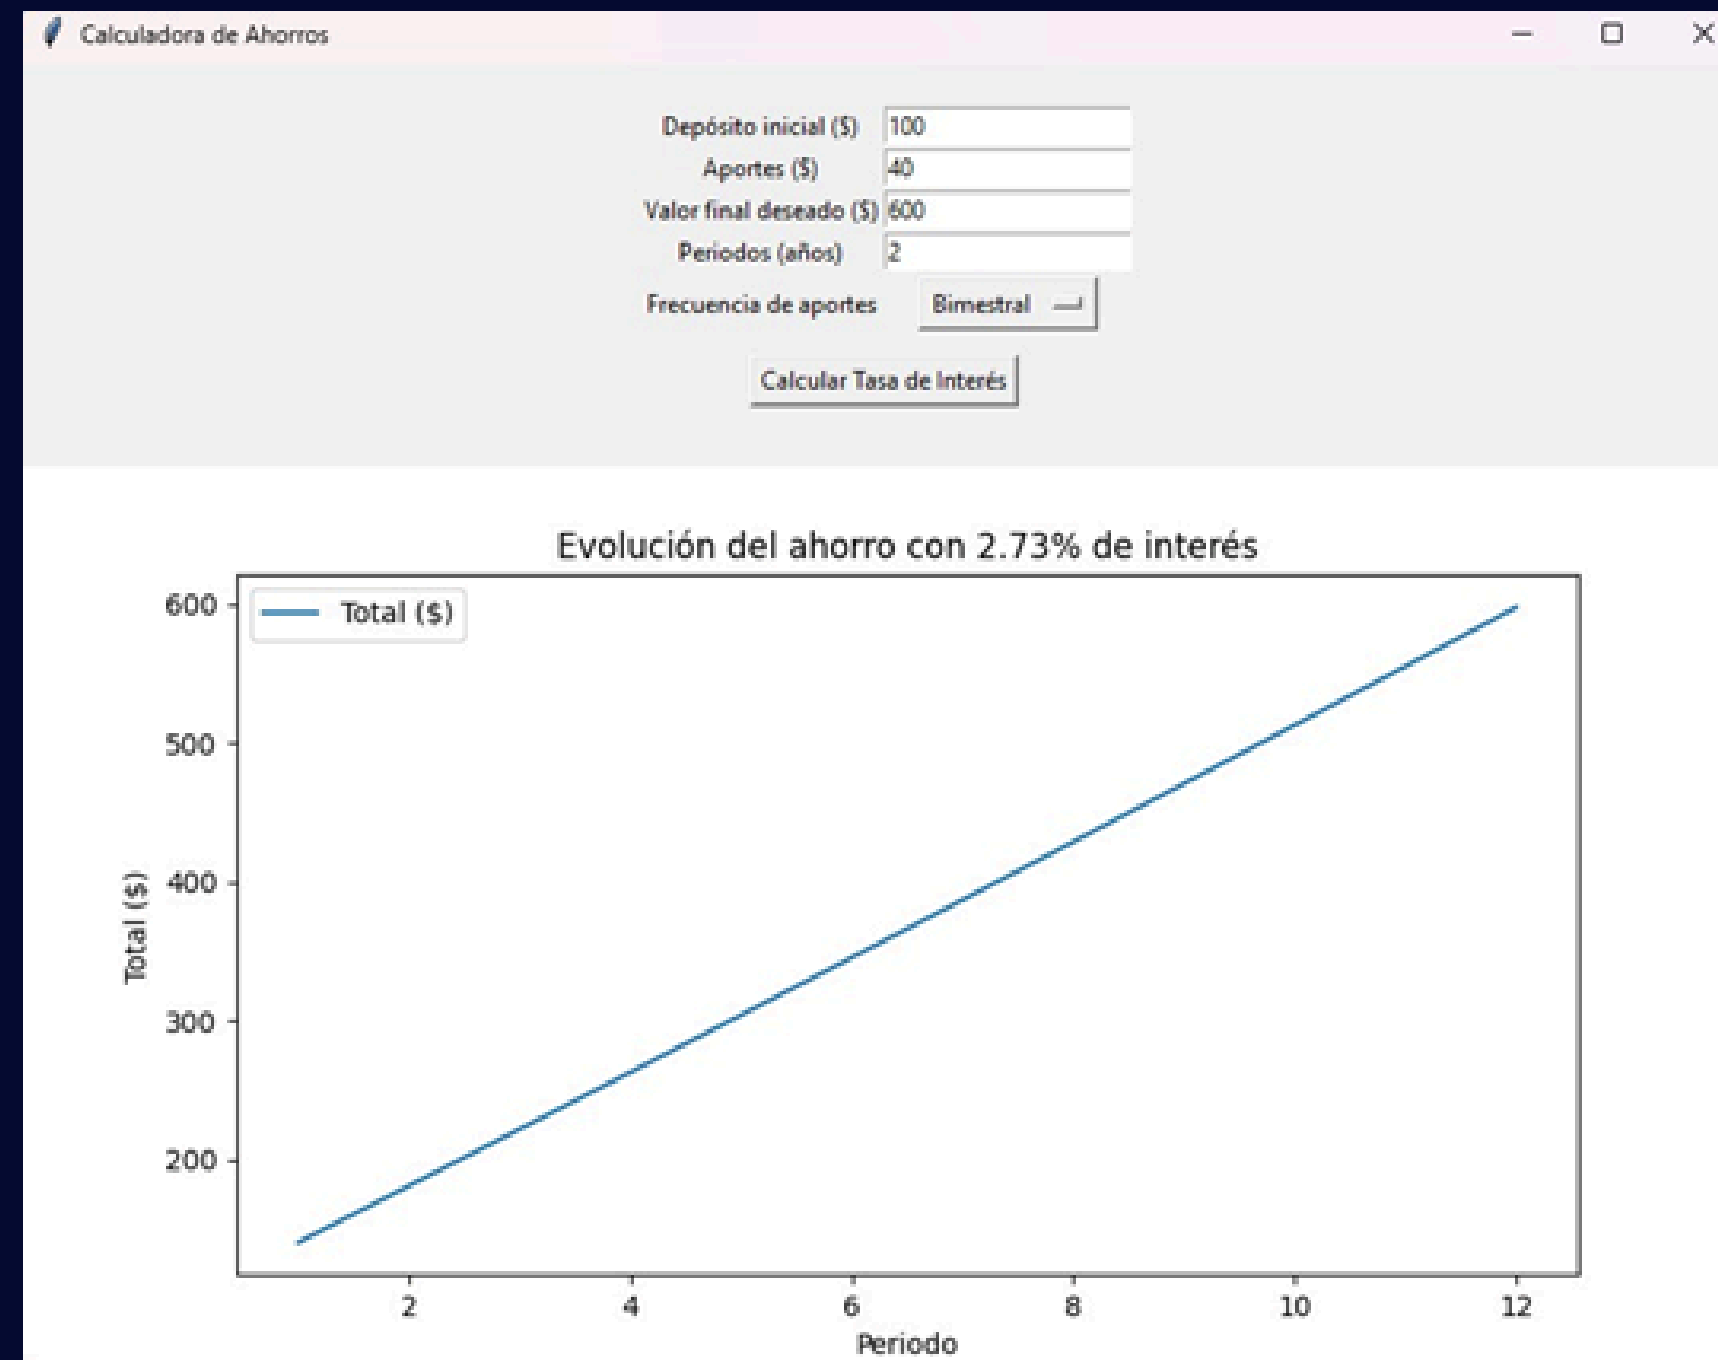 Calculadora de Ahorros
Depósito inicial ($) 100
Aportes ($) 40
Valor final deseado ($) 600
Periodos (años) 2
Frecuencia de aportes Bimestral
Calcular Tasa de Interés
Evolución del ahorro con 2.73% de interés
Total ($)
600
500
400
300
200
Total ($)
2 4 6 8 10 12
Periodo